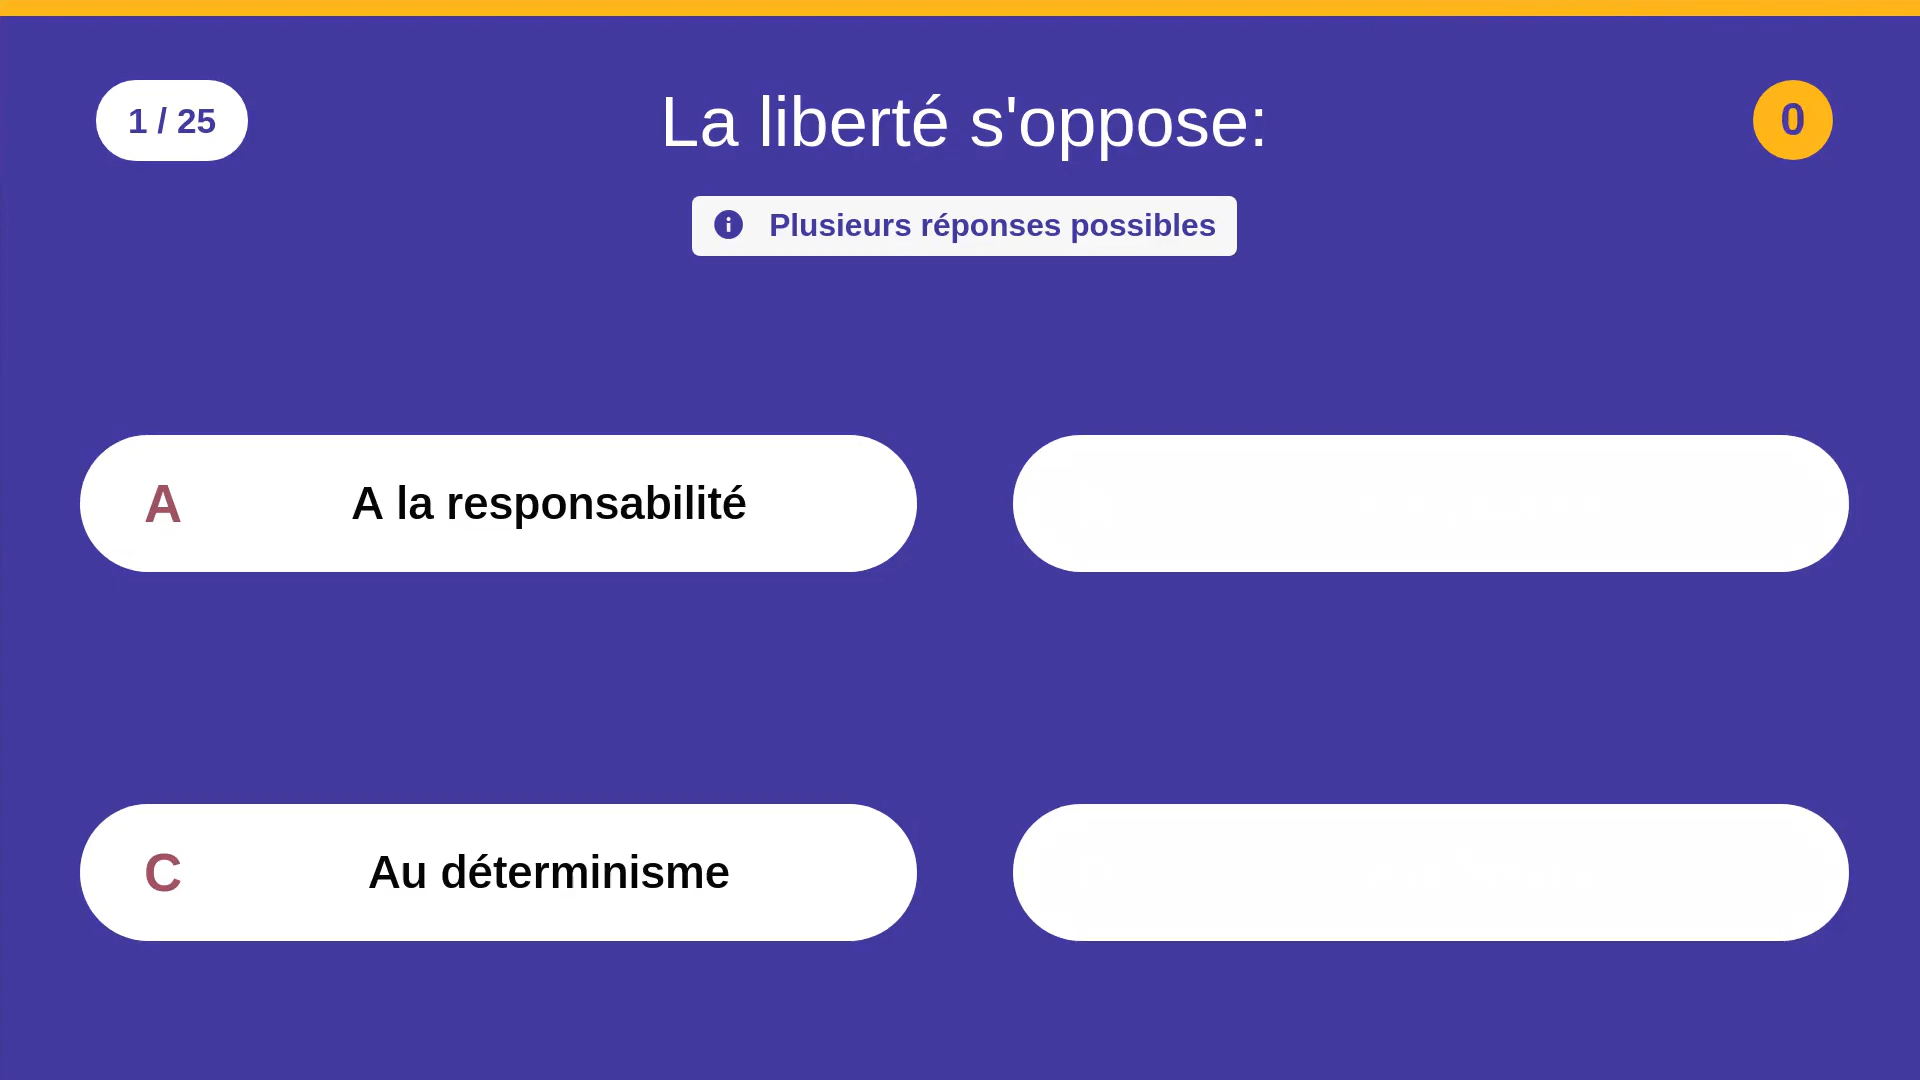 1 / 25
La liberté s'oppose:
0
Plusieurs réponses possibles
A
A la responsabilité
C
Au déterminisme